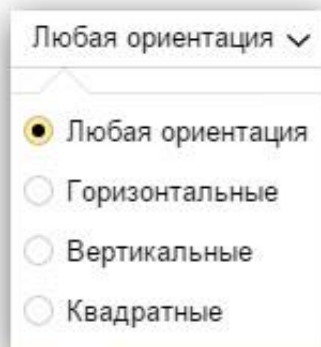 Любая ориентация
Любая ориентация
Горизонтальные
Вертикальные
Квадратные